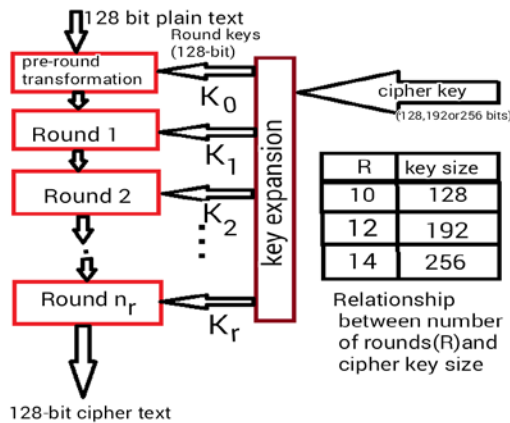 128 bit plain text
Round keys
(128-bit)
pre-round
transformation
K0
cipher key
(128,192or256 bits)
Round 1
K1
Round 2
K2
key expansion
Round nr
Kr
128-bit cipher text
R key size
10 128
12 192
14 256
Relationship
between number
of rounds(R)and
cipher key size